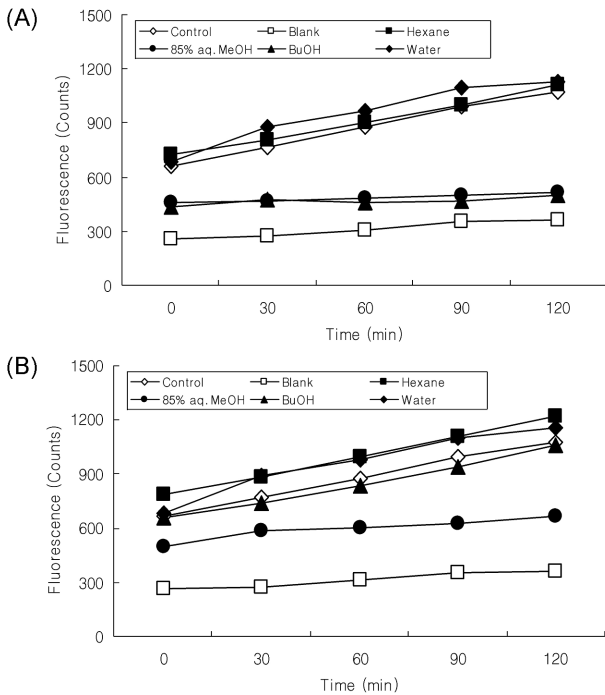 (A)
Control Blank Hexane
85% aq. MeOH BuOH Water
1500
1200
900
600
300
0
Fluorescence (Counts)
0 30 60 90 120
Time (min)
(B)
Control Blank Hexane
85% aq. MeOH BuOH Water
1500
1200
900
600
300
0
Fluorescence (Counts)
0 30 60 90 120
Time (min)